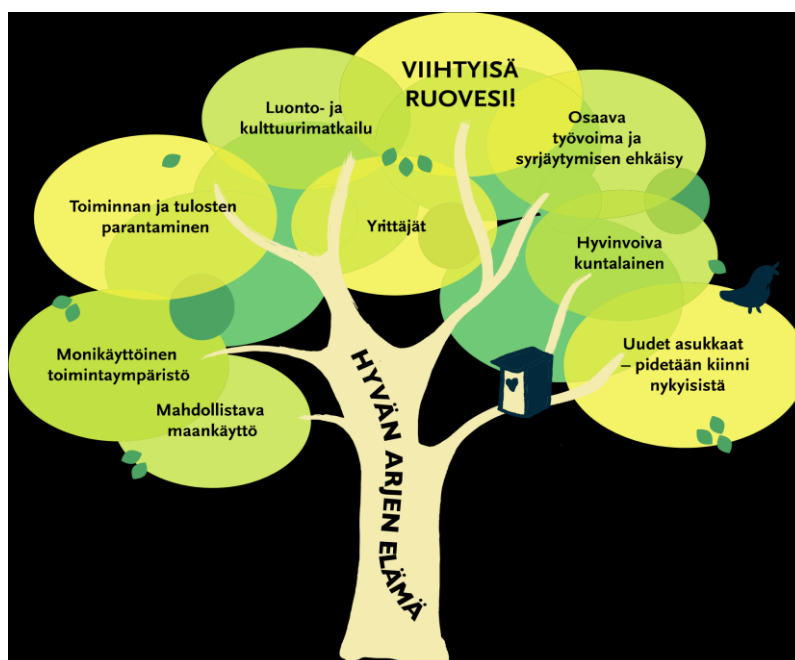 VIIHTYISÄ
RUOVESI!
Luonto- ja
kulttuurimatkailu
Osaava
työvoima ja
syrjäytymisen ehkäisy
Toiminnan ja tulosten
parantaminen
Yrittäjät
Hyvinvoiva
kuntalainen
Monikäyttöinen
toimintaympäristö
Uudet asukkaat
– pidetään kiinni
nykyisistä
Mahdollistava
maankäyttö
HYVÄN ARJEN ELÄMÄ